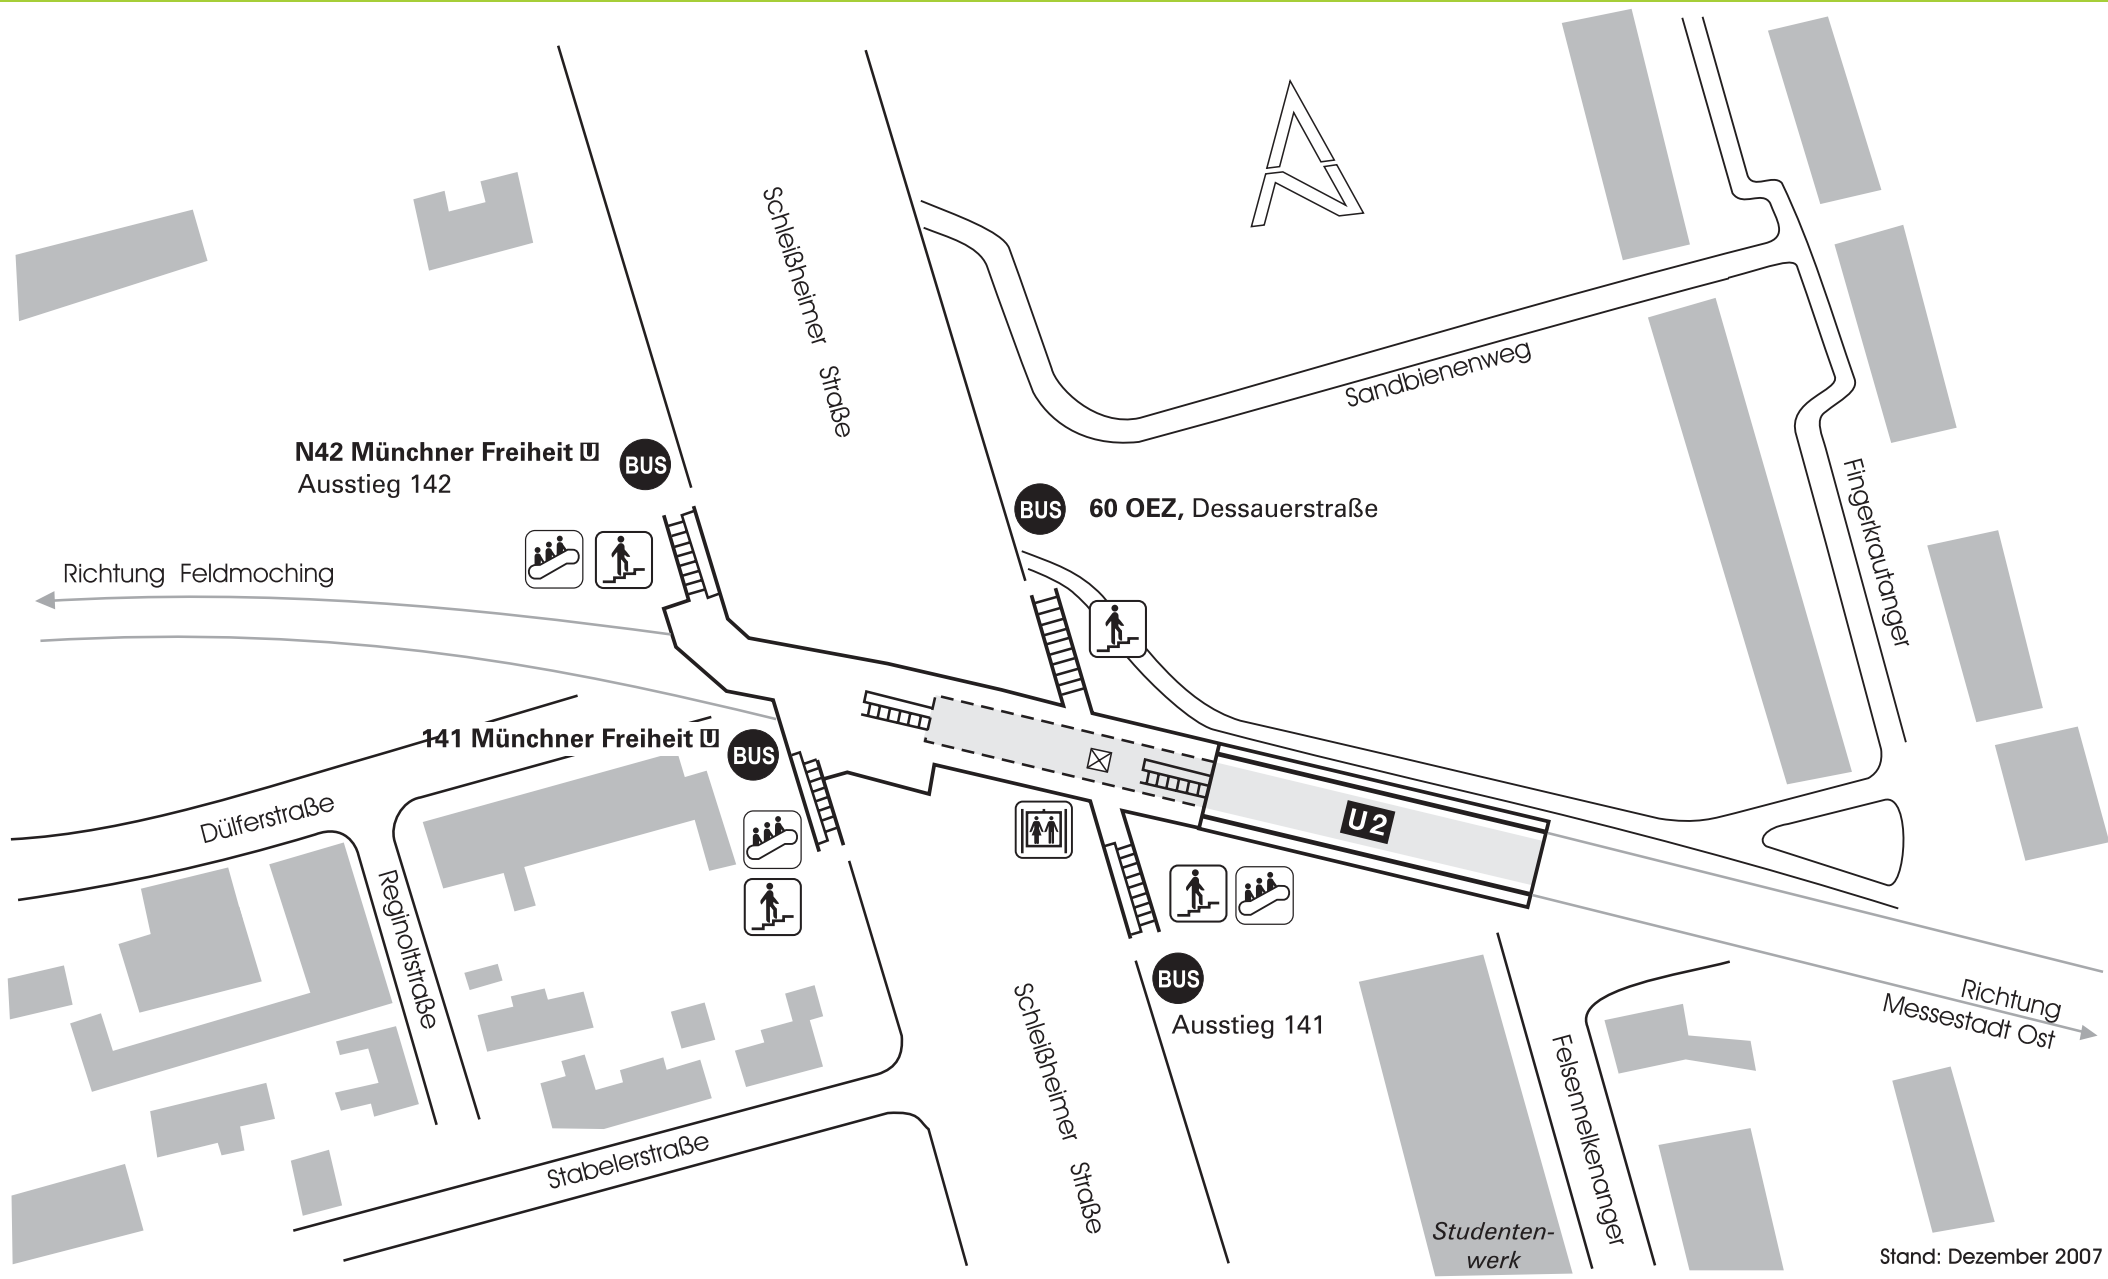 Schleißheimer Straße
Sandbienenweg
N42 Münchner Freiheit U
Ausstieg 142
BUS
BUS
60 OEZ, Dessauerstraße
Fingerkrautanger
Richtung Feldmoching
141 Münchner Freiheit U
BUS
Dülferstraße
U2
Reginoltstraße
BUS
Ausstieg 141
Richtung
Messestadt Ost
Schleißheimer Straße
Felsennelkenanger
Stabelerstraße
Studenten-
werk
Stand: Dezember 2007